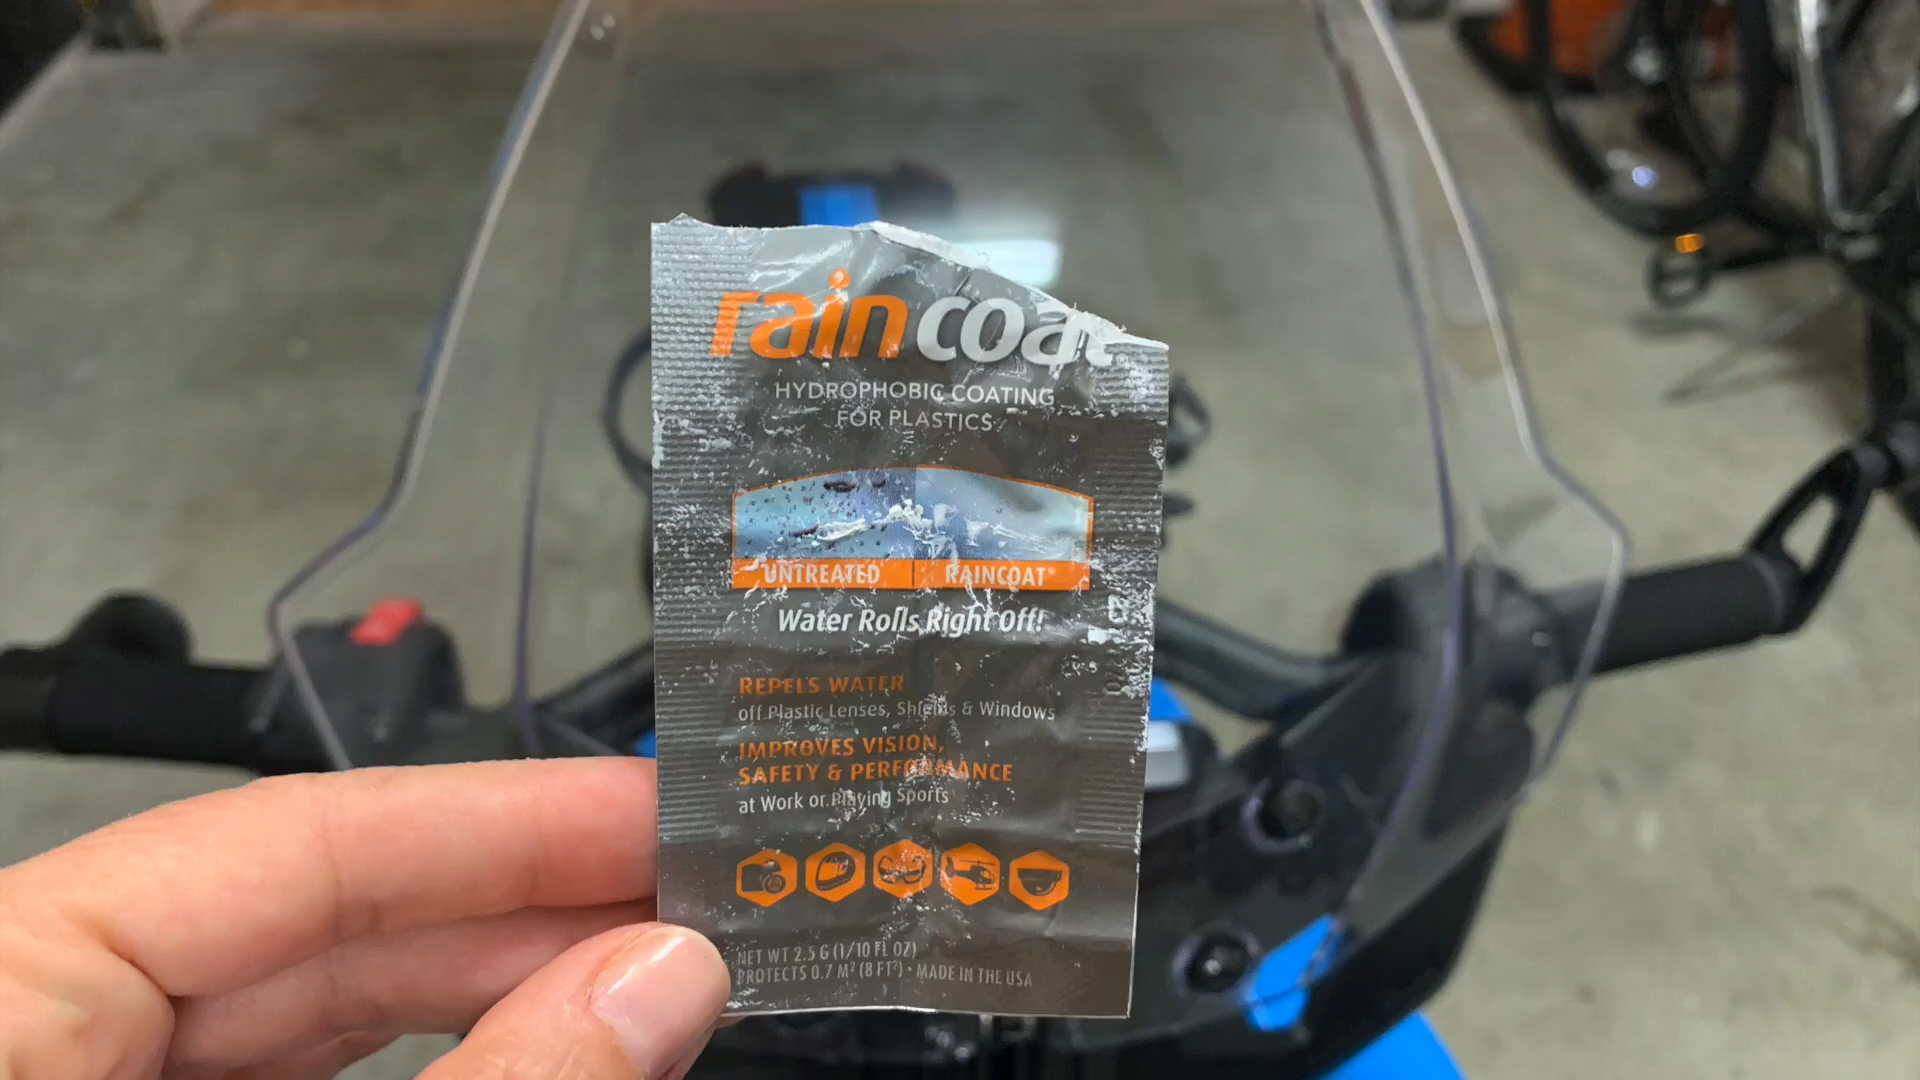 rain coat®
HYDROPHOBIC COATING
FOR PLASTICS
UNTREATED | RAINCOAT®
Water Rolls Right Off!
REPELS WATER
off Plastic Lenses, Shields & Windows
IMPROVES VISION,
SAFETY & PERFORMANCE
at Work or Playing Sports
NET WT 2.5 G (1/10 FL OZ)
PROTECTS 0.7 M² (8 FT²) • MADE IN THE USA